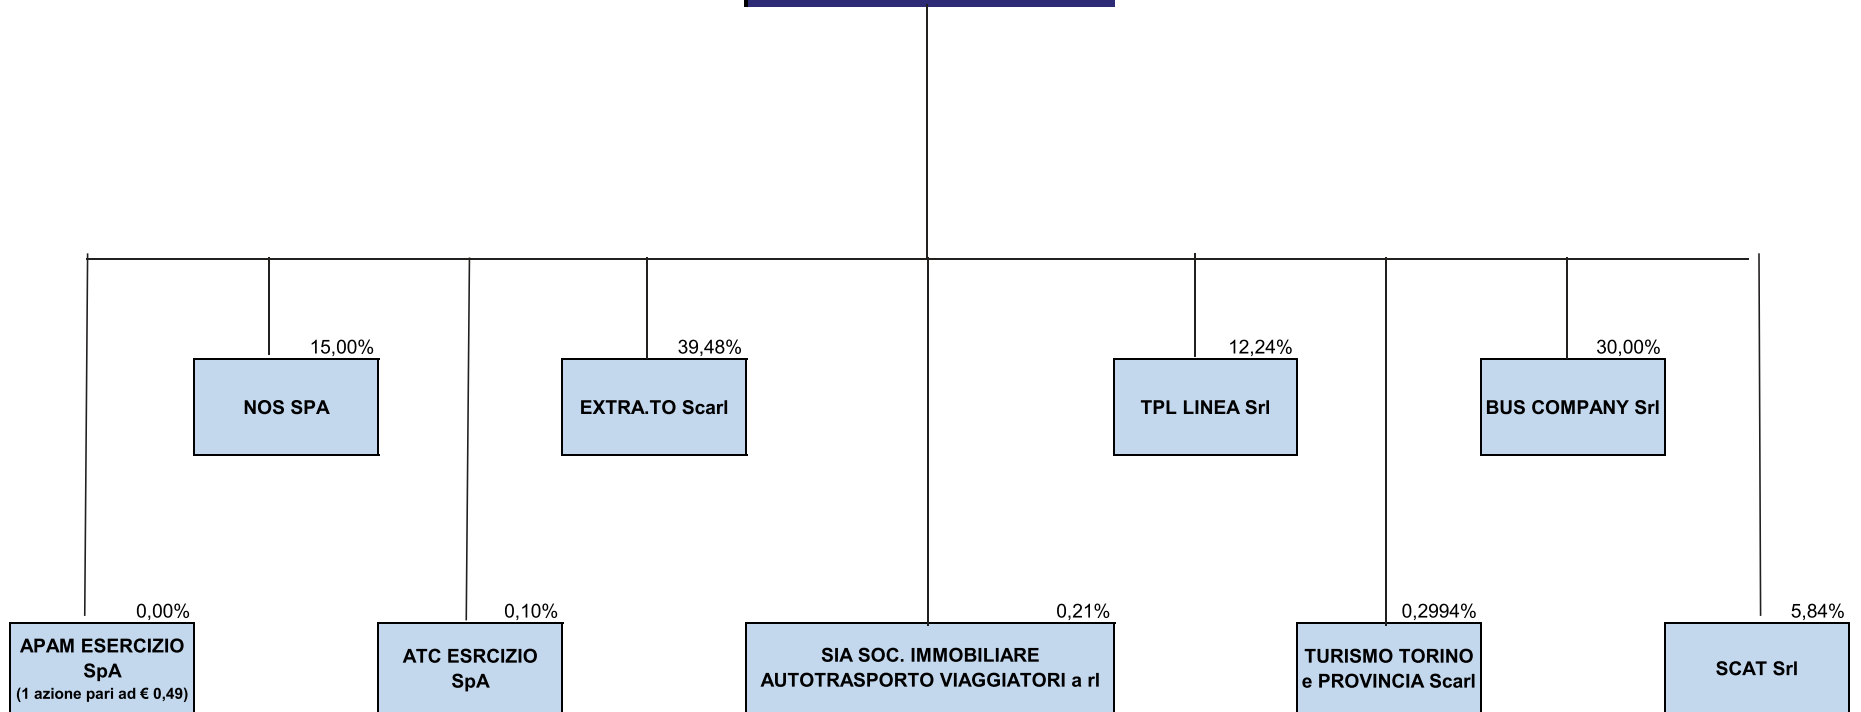 15,00%
NOS SPA
39,48%
EXTRA.TO Scarl
12,24%
TPL LINEA Srl
30,00%
BUS COMPANY Srl
0,00%
APAM ESERCIZIO
SpA
(1 azione pari ad € 0,49)
0,10%
ATC ESRCIZIO
SpA
0,21%
SIA SOC. IMMOBILIARE
AUTOTRASPORTO VIAGGIATORI a rl
0,2994%
TURISMO TORINO
e PROVINCIA Scarl
5,84%
SCAT Srl